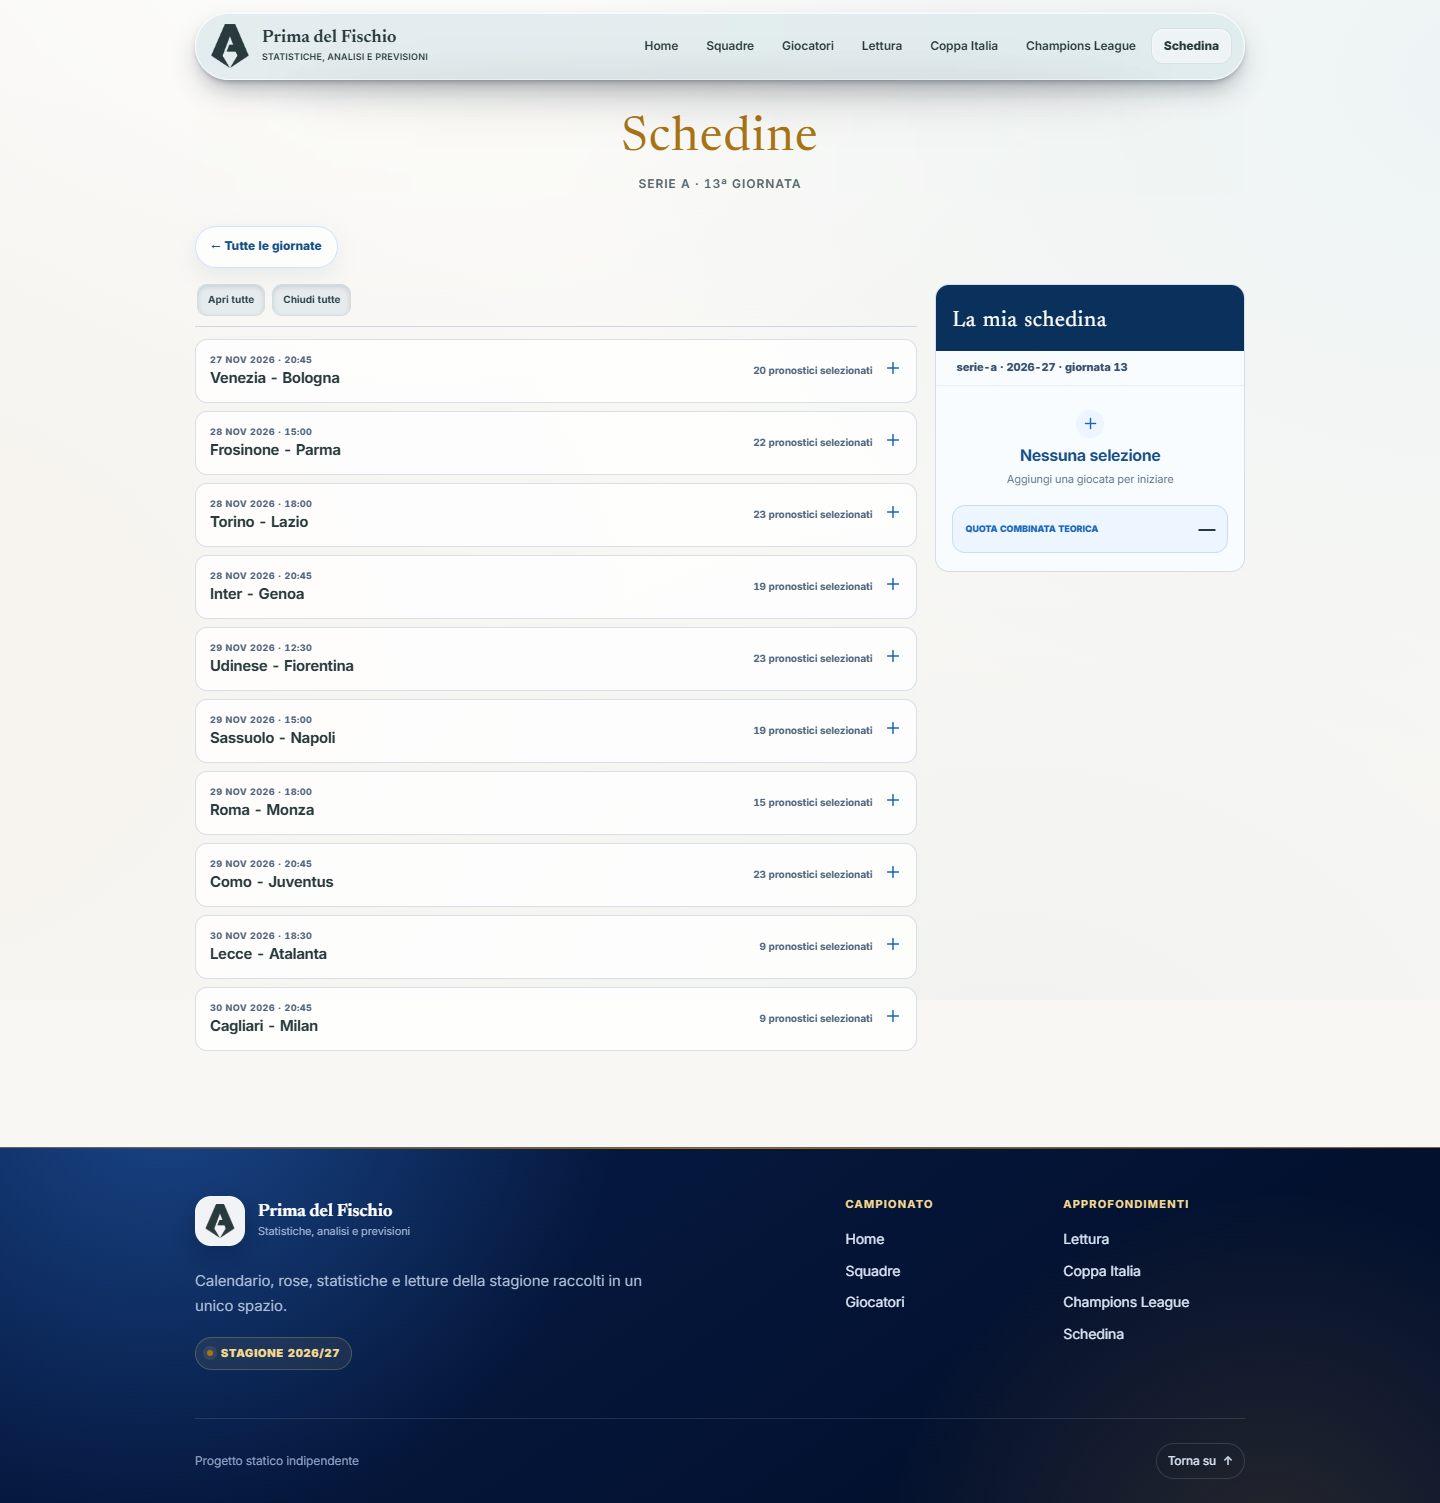 Prima del Fischio
STATISTICHE, ANALISI E PREVISIONI
Home
Squadre
Giocatori
Lettura
Coppa Italia
Champions League
Schedina
Schedine
SERIE A · 13ª GIORNATA
← Tutte le giornate
Apri tutte
Chiudi tutte
27 NOV 2026 · 20:45
Venezia - Bologna
20 pronostici selezionati
28 NOV 2026 · 15:00
Frosinone - Parma
22 pronostici selezionati
28 NOV 2026 · 18:00
Torino - Lazio
23 pronostici selezionati
28 NOV 2026 · 20:45
Inter - Genoa
19 pronostici selezionati
29 NOV 2026 · 12:30
Udinese - Fiorentina
23 pronostici selezionati
29 NOV 2026 · 15:00
Sassuolo - Napoli
19 pronostici selezionati
29 NOV 2026 · 18:00
Roma - Monza
15 pronostici selezionati
29 NOV 2026 · 20:45
Como - Juventus
23 pronostici selezionati
30 NOV 2026 · 18:30
Lecce - Atalanta
9 pronostici selezionati
30 NOV 2026 · 20:45
Cagliari - Milan
9 pronostici selezionati
La mia schedina
serie-a · 2026-27 · giornata 13
+
Nessuna selezione
Aggiungi una giocata per iniziare
QUOTA COMBINATA TEORICA —
Prima del Fischio
Statistiche, analisi e previsioni
Calendario, rose, statistiche e letture della stagione raccolti in un
unico spazio.
STAGIONE 2026/27
CAMPIONATO
Home
Squadre
Giocatori
APPROFONDIMENTI
Lettura
Coppa Italia
Champions League
Schedina
Progetto statico indipendente
Torna su ↑